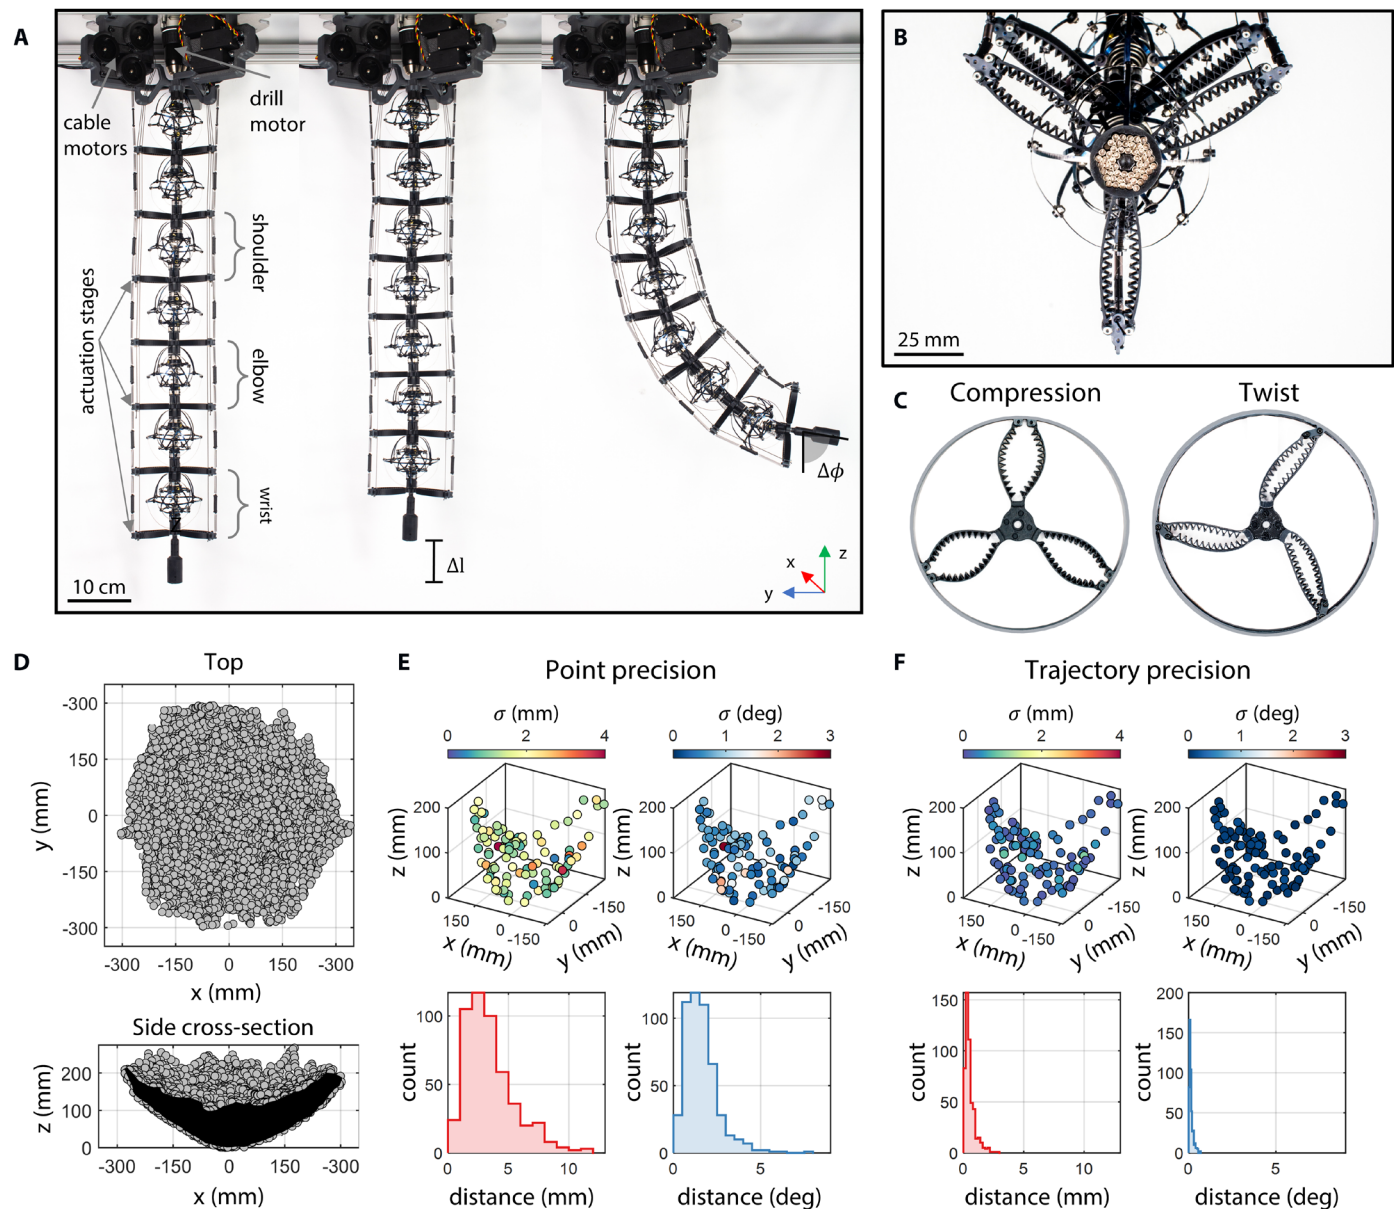 A
cable
motors
drill
motor
shoulder
actuation stages
elbow
wrist
10 cm
Δl
Δϕ
x
y
z
B
25 mm
C
Compression
Twist
D
Top
-300
-150
0
150
-150
-300
y (mm)
-300
-150
0
-150
-300
x (mm)
Side cross-section
200
100
0
z (mm)
-300
-150
0
-150
-300
x (mm)
E
Point precision
σ (mm)
0
2
4
200
100
0
z (mm)
150
0
-150
x (mm)
-150
0
y (mm)
σ (deg)
0
1
2
3
200
100
0
z (mm)
150
0
-150
x (mm)
-150
0
y (mm)
100
50
0
count
0
5
10
distance (mm)
100
50
0
count
0
5
distance (deg)
F
Trajectory precision
σ (mm)
0
2
4
200
100
0
z (mm)
150
0
-150
x (mm)
-150
0
y (mm)
σ (deg)
0
1
2
3
200
100
0
z (mm)
150
0
-150
x (mm)
-150
0
y (mm)
150
100
50
0
count
0
5
10
distance (mm)
200
150
100
50
0
count
0
5
distance (deg)